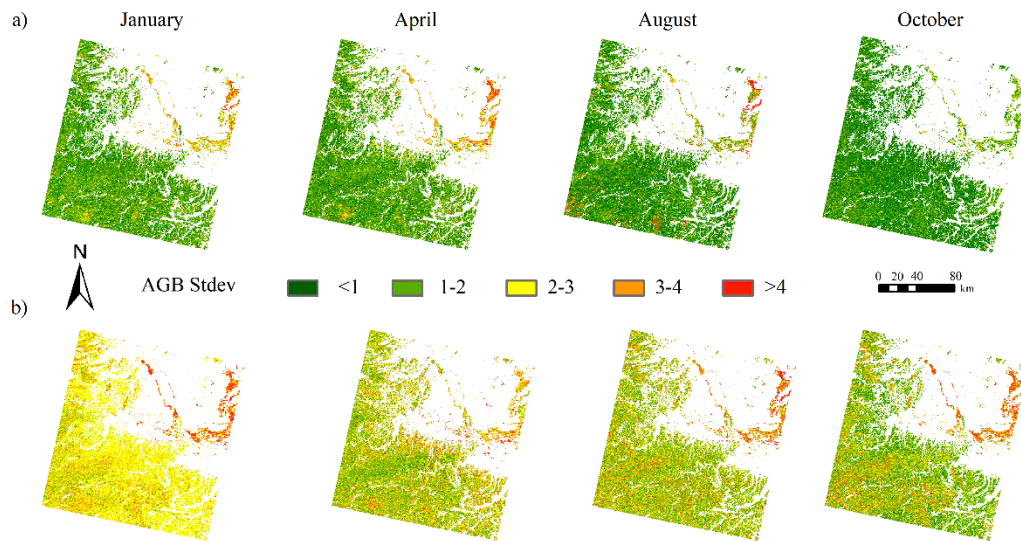 a)
January
April
August
October
N
AGB Stdev
<1
1-2
2-3
3-4
>4
0 20 40 80
km
b)